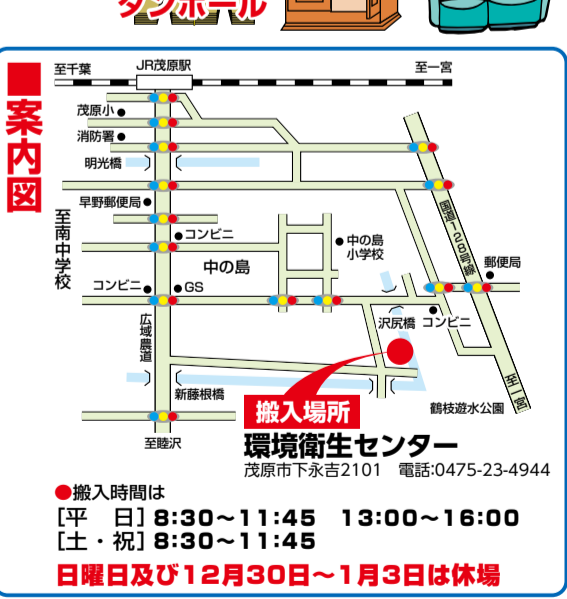 ダンボール
■案内図
至千葉
JR茂原駅
至一宮
茂原小
消防署
明光橋
早野郵便局
至南中学校
コンビニ
中の島
中の島
小学校
国道128号線
郵便局
コンビニ
GS
広域農道
沢尻橋
コンビニ
新藤根橋
至睦沢
鶴枝遊水公園
至一宮
搬入場所
環境衛生センター
茂原市下永吉2101　電話:0475-23-4944
●搬入時間は
[平　日] 8:30～11:45　13:00～16:00
[土・祝] 8:30～11:45
日曜日及び12月30日～1月3日は休場